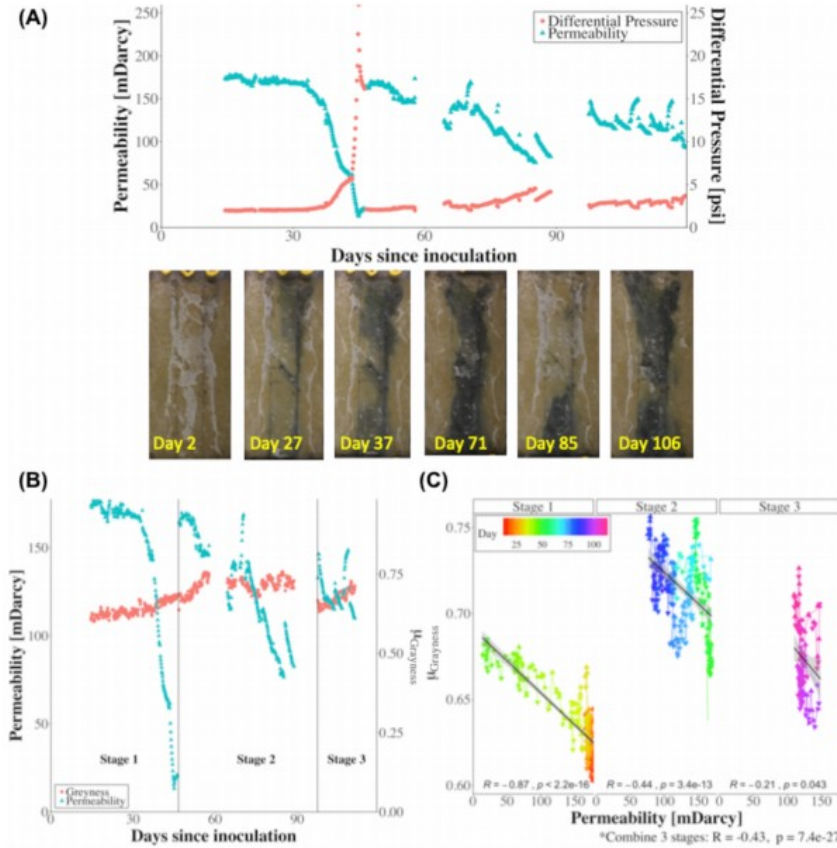 (A)
Differential Pressure
Permeability
Permeability [mDarcy]
250
200
150
100
50
0
Differential Pressure
[psi]
25
20
15
10
5
0
0 30 60 90
Days since inoculation
Day 2 Day 27 Day 37 Day 71 Day 85 Day 106
(B)
Permeability [mDarcy]
150
100
50
0
μGrayness
0.75
0.50
0.25
0.00
Stage 1 Stage 2 Stage 3
Greyness
Permeability
0 30 60 90
Days since inoculation
(C)
Stage 1 Stage 2 Stage 3
Day
25 50 75 100
μGrayness
0.75
0.70
0.65
0.60
R = −0.87 , p < 2.2e-16 R = −0.44 , p = 3.4e-13 R = −0.21 , p = 0.043
0 50 100 150 0 50 100 150 0 50 100 150
Permeability [mDarcy]
*Combine 3 stages: R = -0.43, p = 7.4e-27